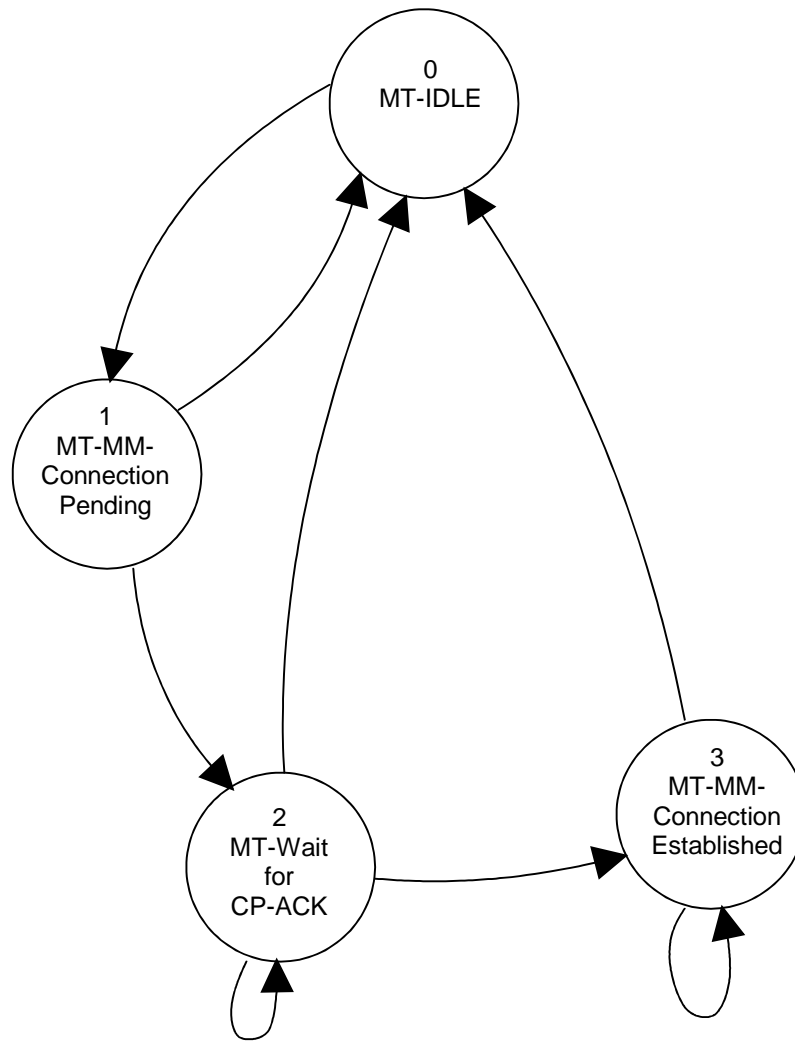 0
MT-IDLE
1
MT-MM-
Connection
Pending
2
MT-Wait
for
CP-ACK
3
MT-MM-
Connection
Established